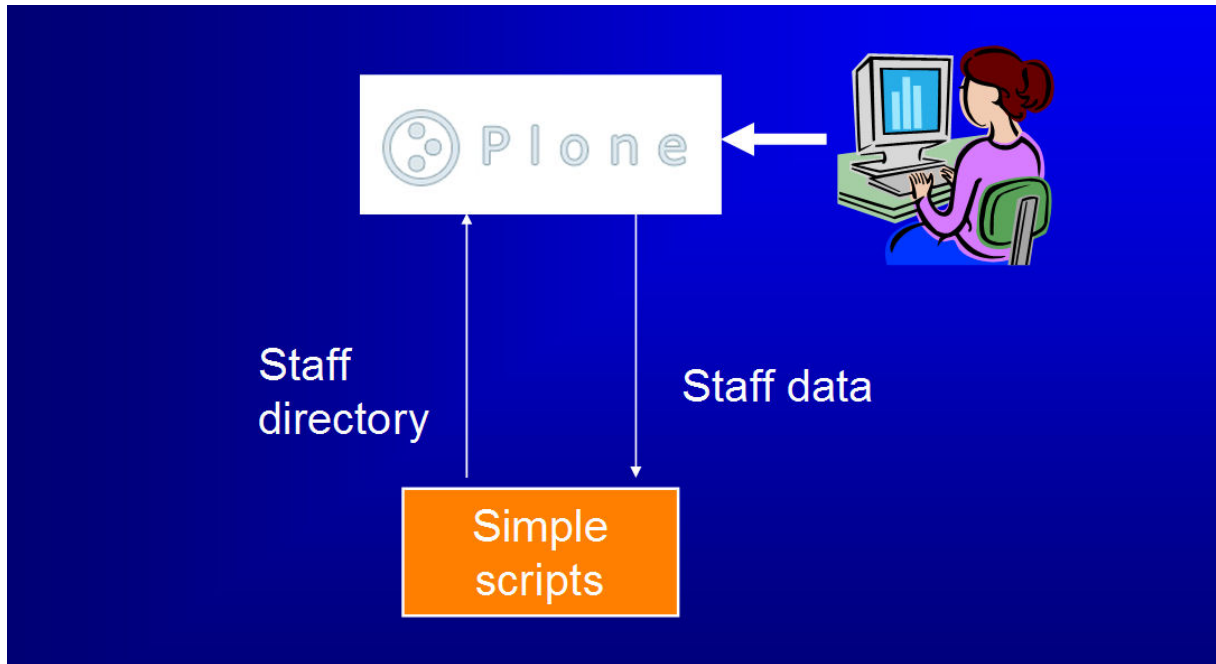 Plone
Staff
directory
Staff data
Simple
scripts